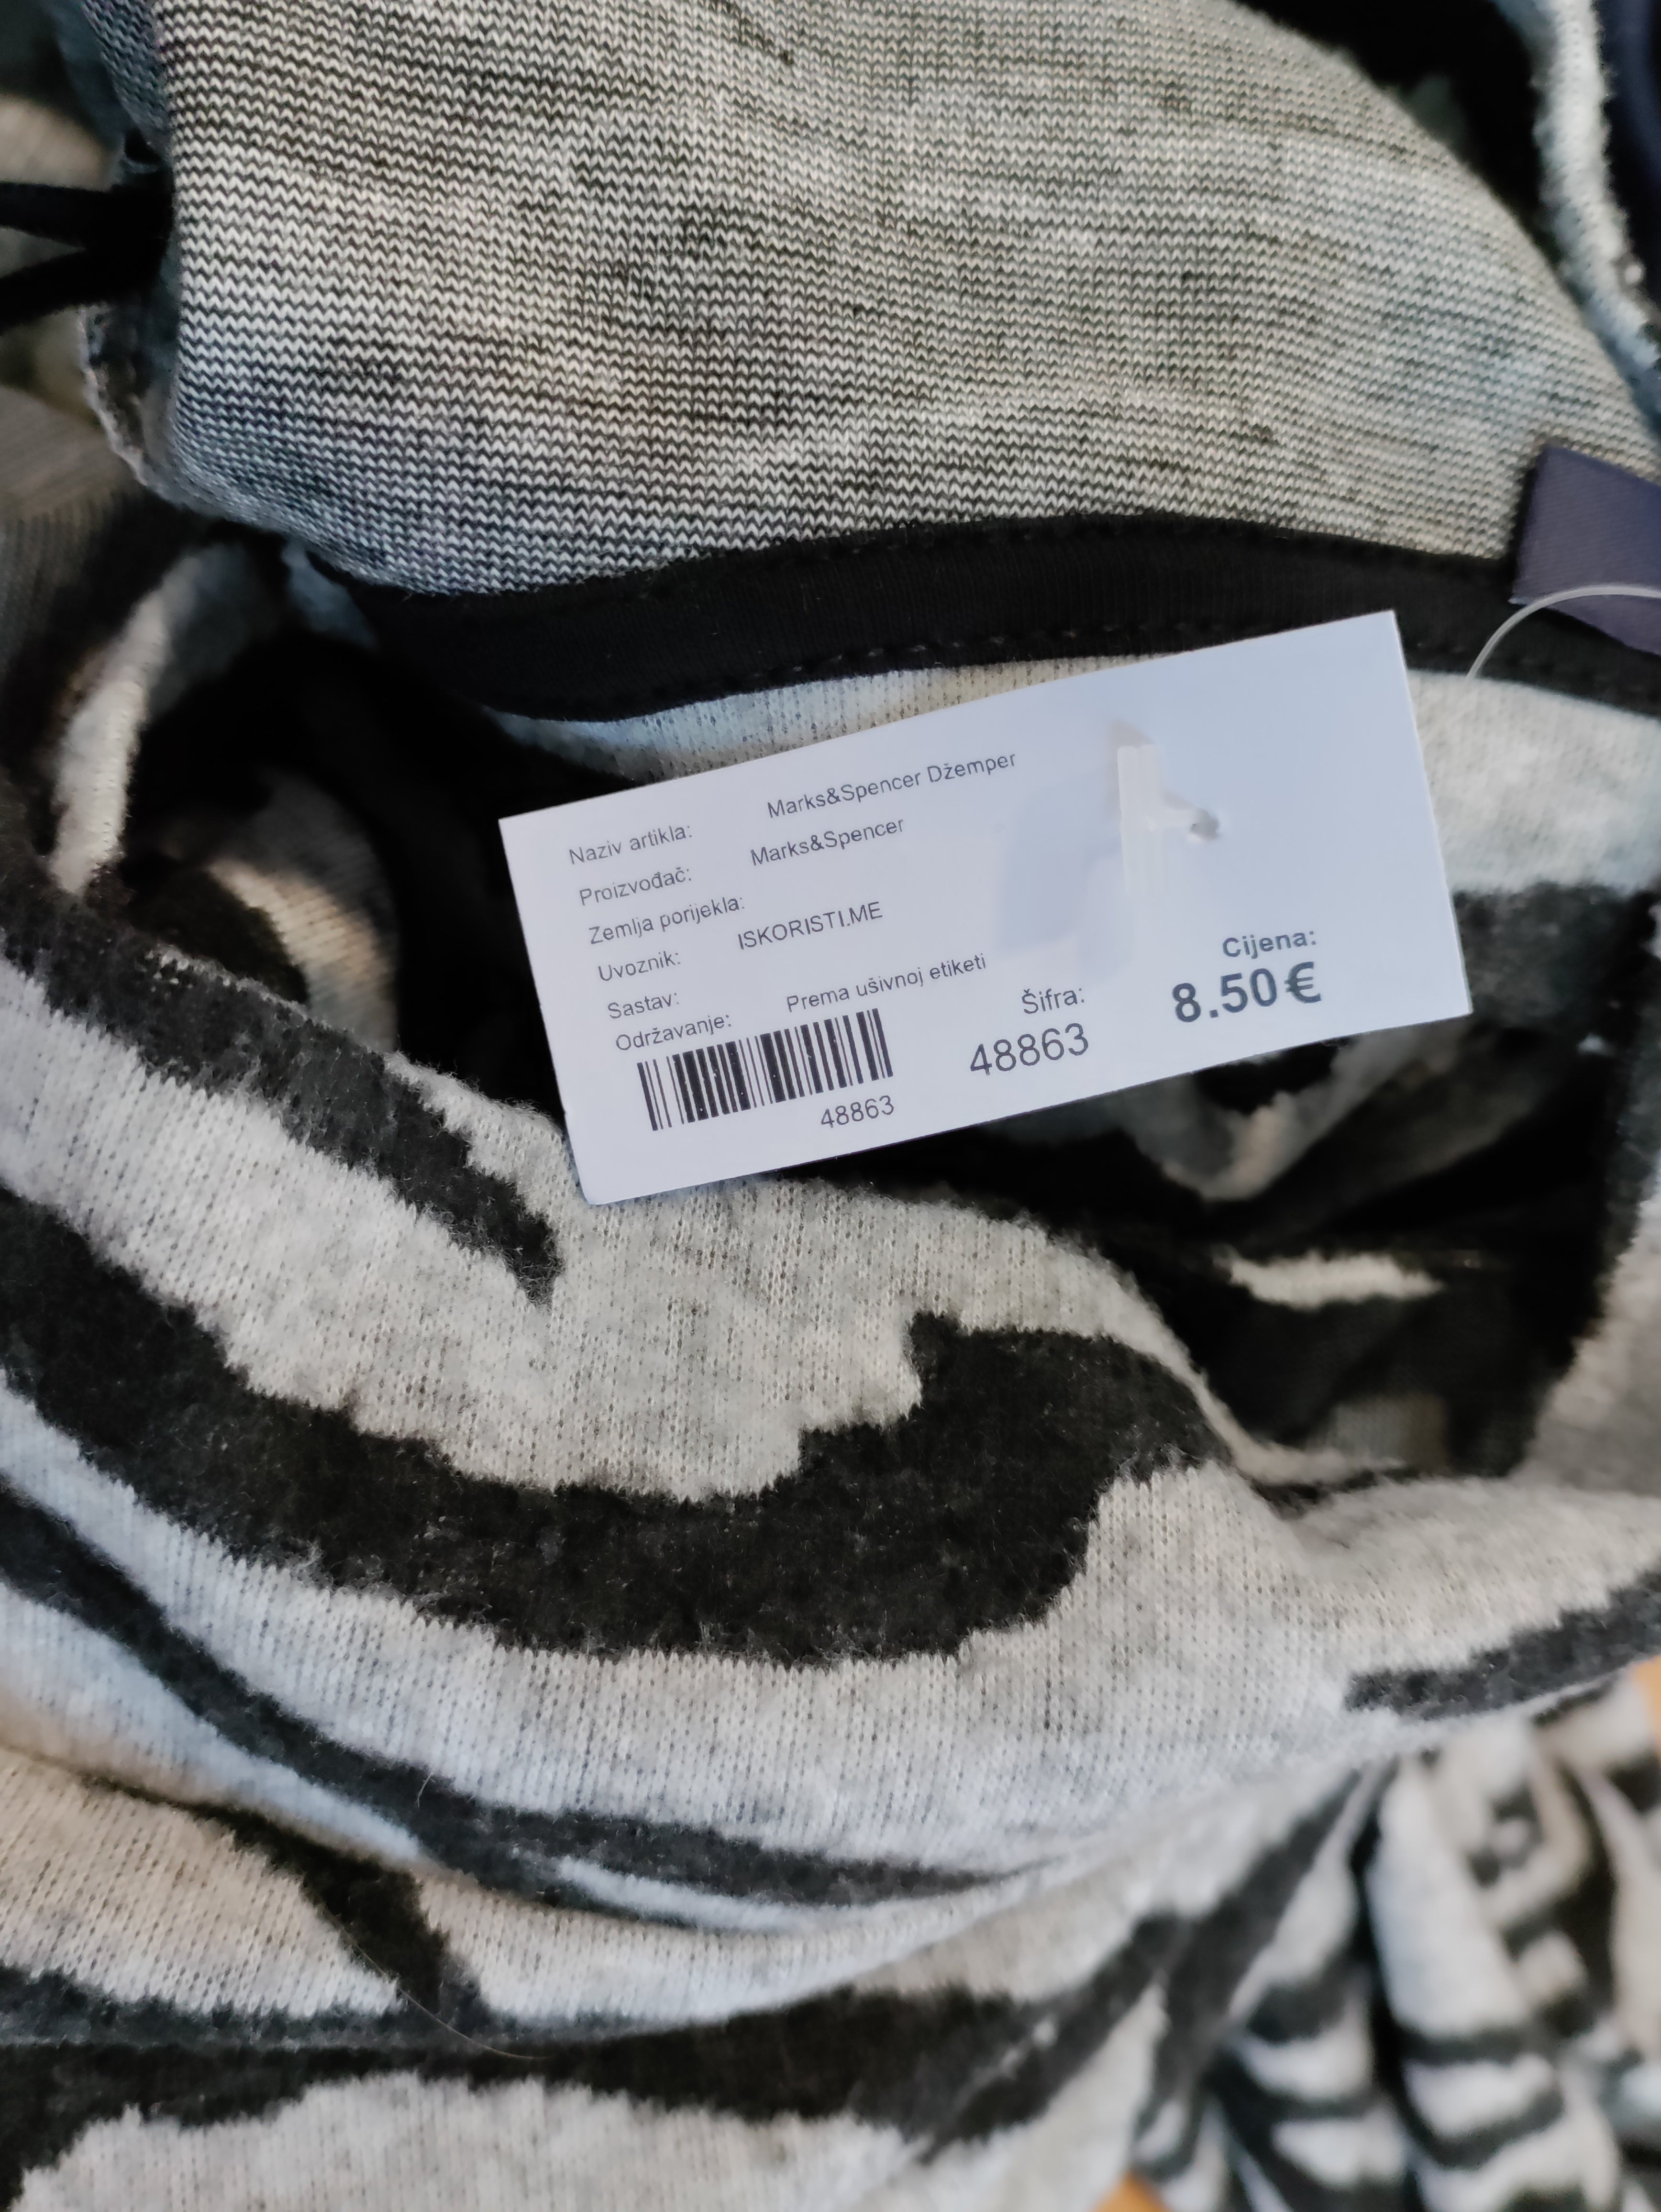 Naziv artikla: Marks&Spencer Džemper
Proizvođač: Marks&Spencer
Zemlja porijekla:
Uvoznik: ISKORISTI.ME
Sastav:
Održavanje: Prema ušivnoj etiketi
48863
Šifra:
48863
Cijena:
8.50€